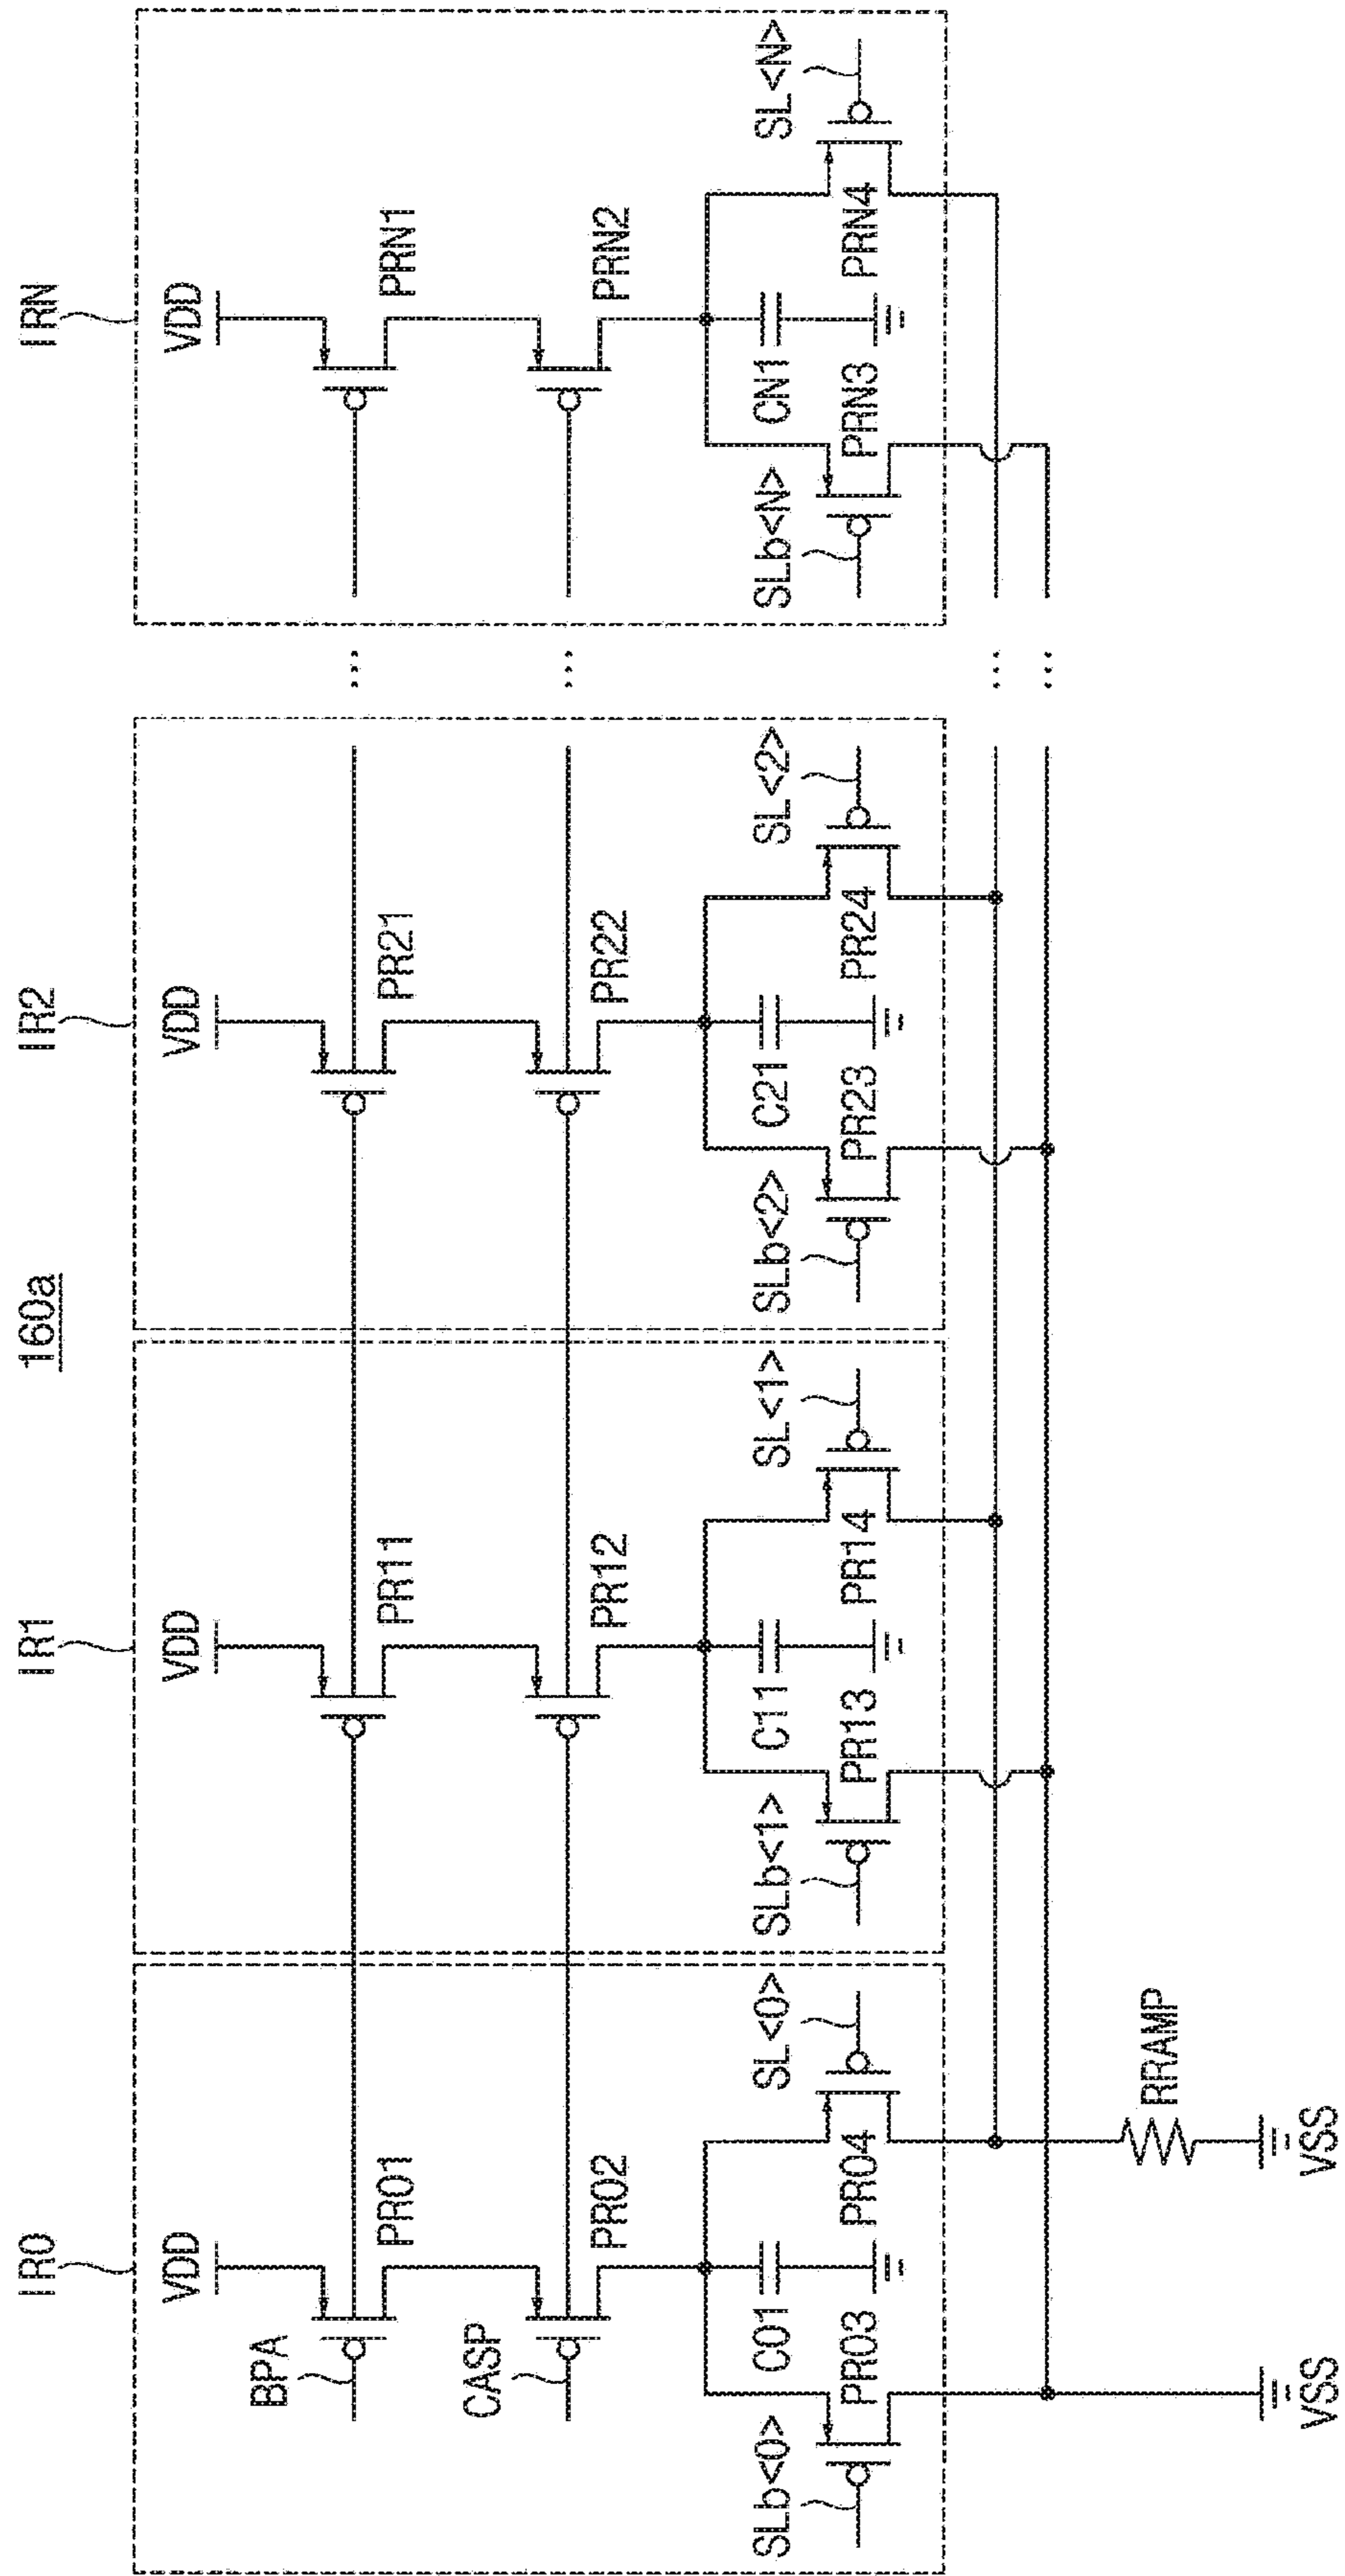 160a
IR0
IR1
IR2
IRN
VDD
VDD
VDD
VDD
BPA
PR01
PR11
PR21
PRN1
CASP
PR02
PR12
PR22
PRN2
SLb<0>
C01
SL<0>
SLb<1>
C11
SL<1>
SLb<2>
C21
SL<2>
SLb<N>
CN1
SL<N>
PR03
PR04
PR13
PR14
PR23
PR24
PRN3
PRN4
...
...
...
...
RRAMP
VSS
VSS